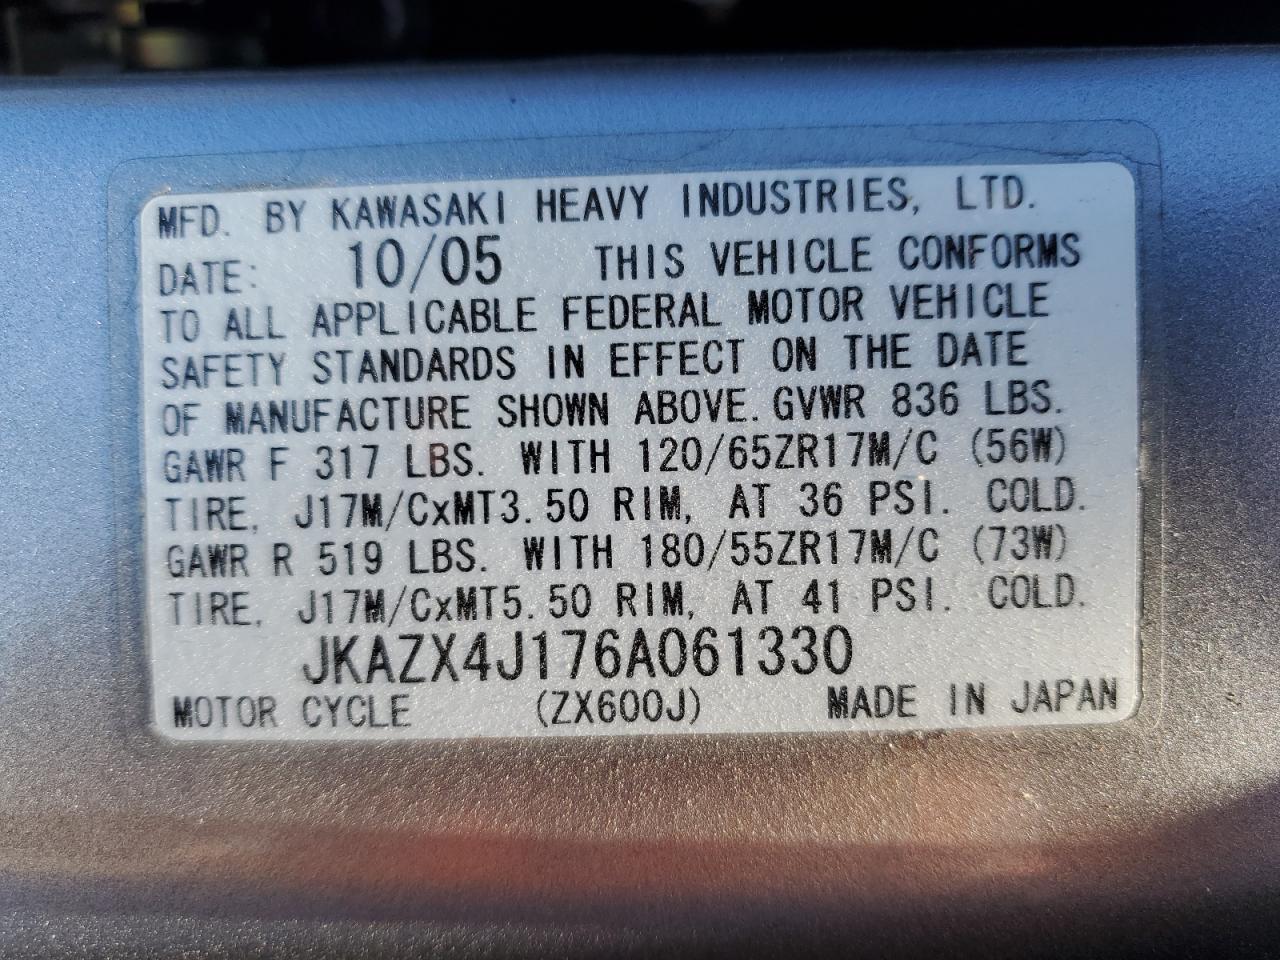 MFD. BY KAWASAKI HEAVY INDUSTRIES, LTD.
DATE: 10/05 THIS VEHICLE CONFORMS
TO ALL APPLICABLE FEDERAL MOTOR VEHICLE
SAFETY STANDARDS IN EFFECT ON THE DATE
OF MANUFACTURE SHOWN ABOVE. GVWR 836 LBS.
GAWR F 317 LBS. WITH 120/65ZR17M/C (56W)
TIRE, J17M/CxMT3.50 RIM, AT 36 PSI. COLD.
GAWR R 519 LBS. WITH 180/55ZR17M/C (73W)
TIRE, J17M/CxMT5.50 RIM, AT 41 PSI. COLD.
JKAZX4J176A061330
MOTOR CYCLE (ZX600J) MADE IN JAPAN